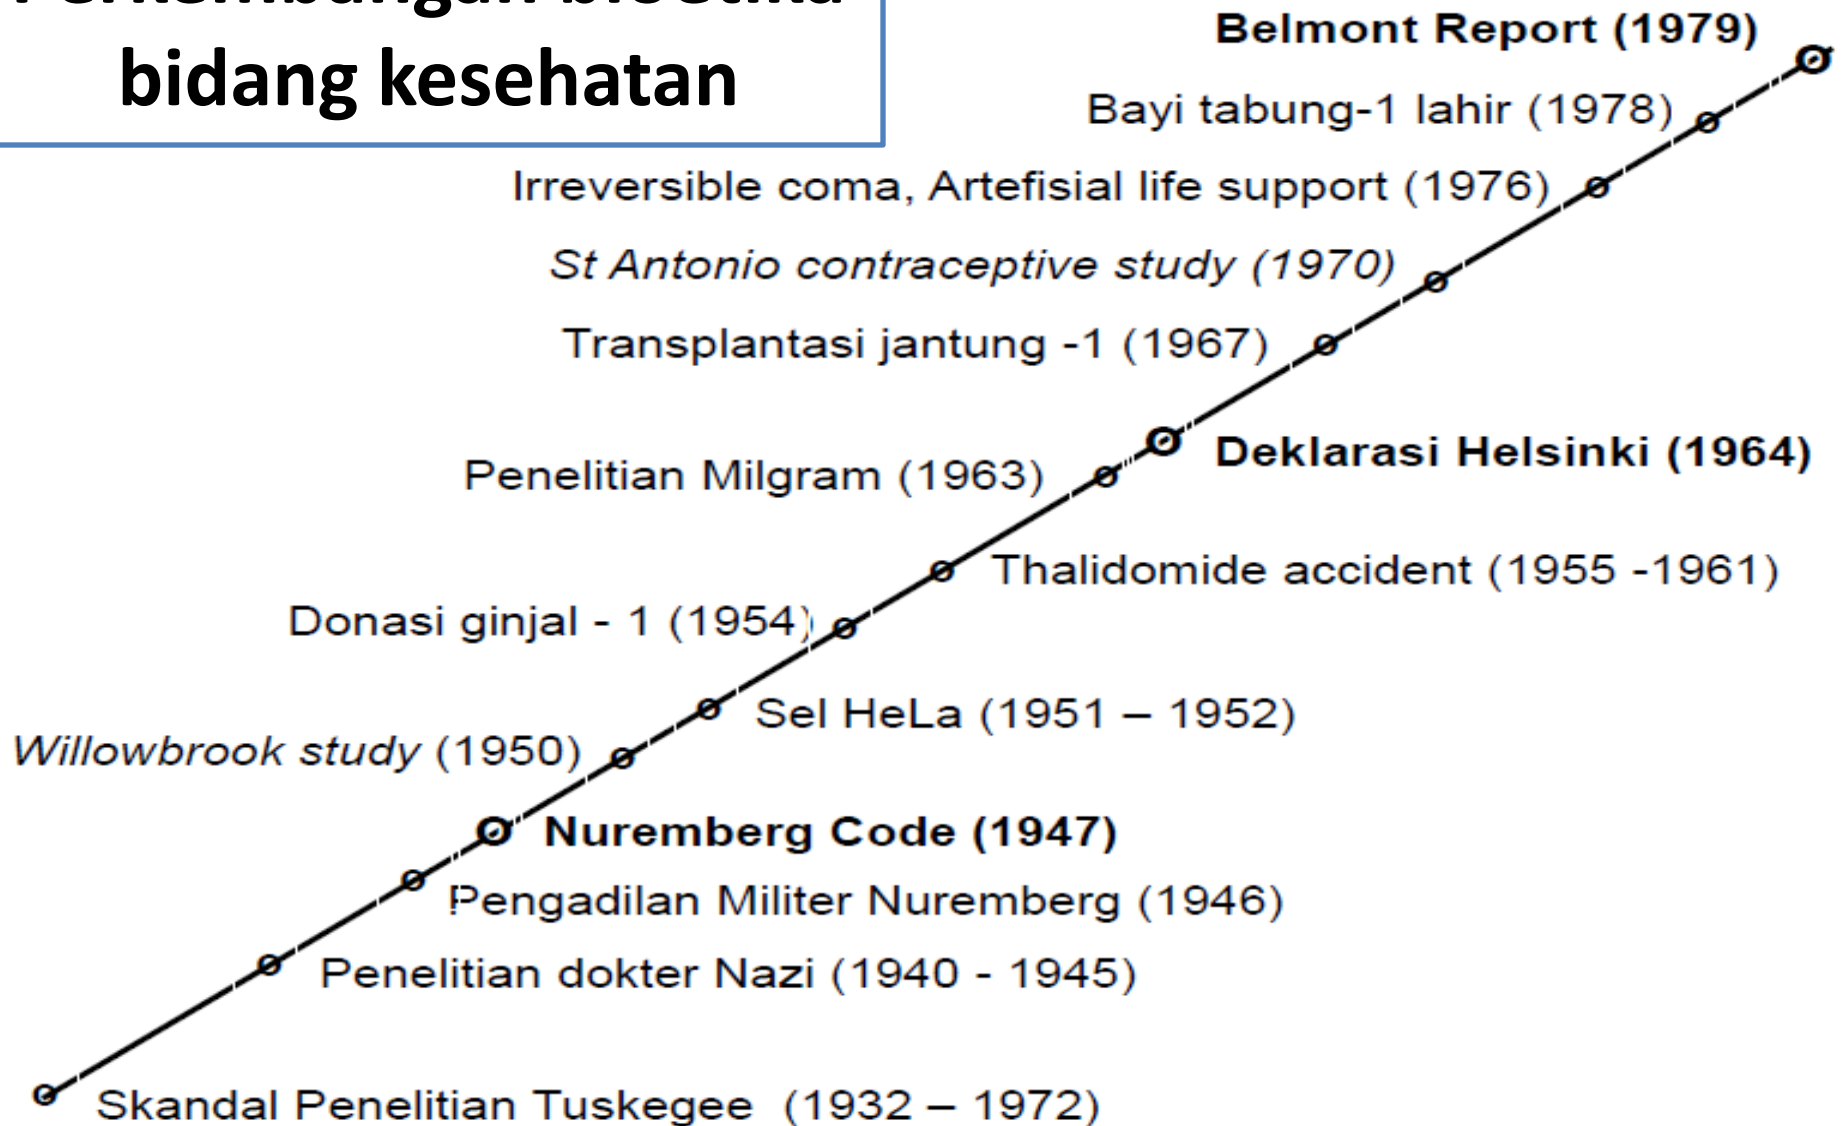 Perkembangan bioetika
bidang kesehatan
Belmont Report (1979)
Bayi tabung-1 lahir (1978)
Irreversible coma, Artefisial life support (1976)
St Antonio contraceptive study (1970)
Transplantasi jantung -1 (1967)
Deklarasi Helsinki (1964)
Penelitian Milgram (1963)
Thalidomide accident (1955 -1961)
Donasi ginjal - 1 (1954)
Sel HeLa (1951 – 1952)
Willowbrook study (1950)
Nuremberg Code (1947)
Pengadilan Militer Nuremberg (1946)
Penelitian dokter Nazi (1940 - 1945)
Skandal Penelitian Tuskegee (1932 – 1972)